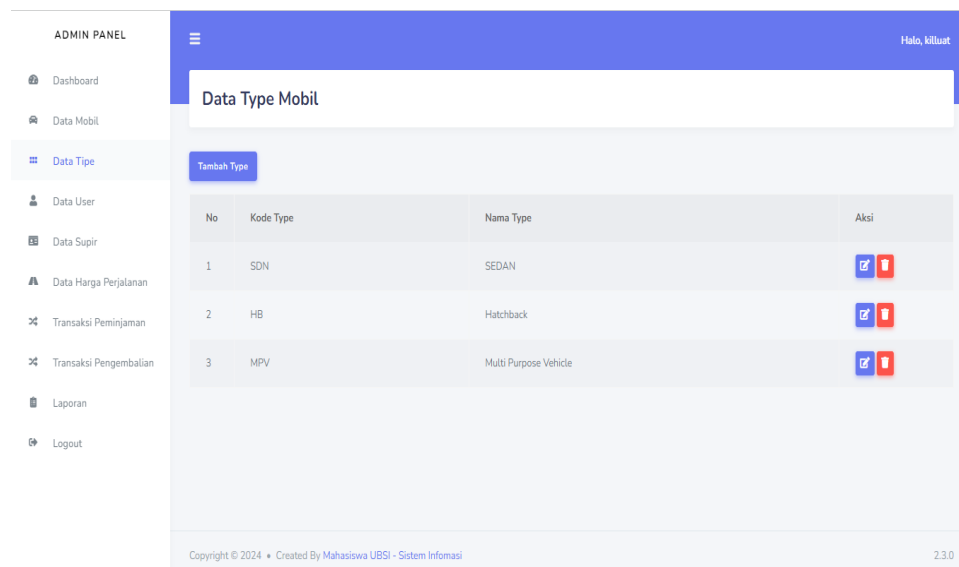 ADMIN PANEL
Halo, killuat
Dashboard
Data Mobil
Data Tipe
Data User
Data Supir
Data Harga Perjalanan
Transaksi Peminjaman
Transaksi Pengembalian
Laporan
Logout
Data Type Mobil
Tambah Type
No Kode Type Nama Type Aksi
1 SDN SEDAN
2 HB Hatchback
3 MPV Multi Purpose Vehicle
Copyright © 2024 • Created By Mahasiswa UBSI - Sistem Infomasi 2.3.0